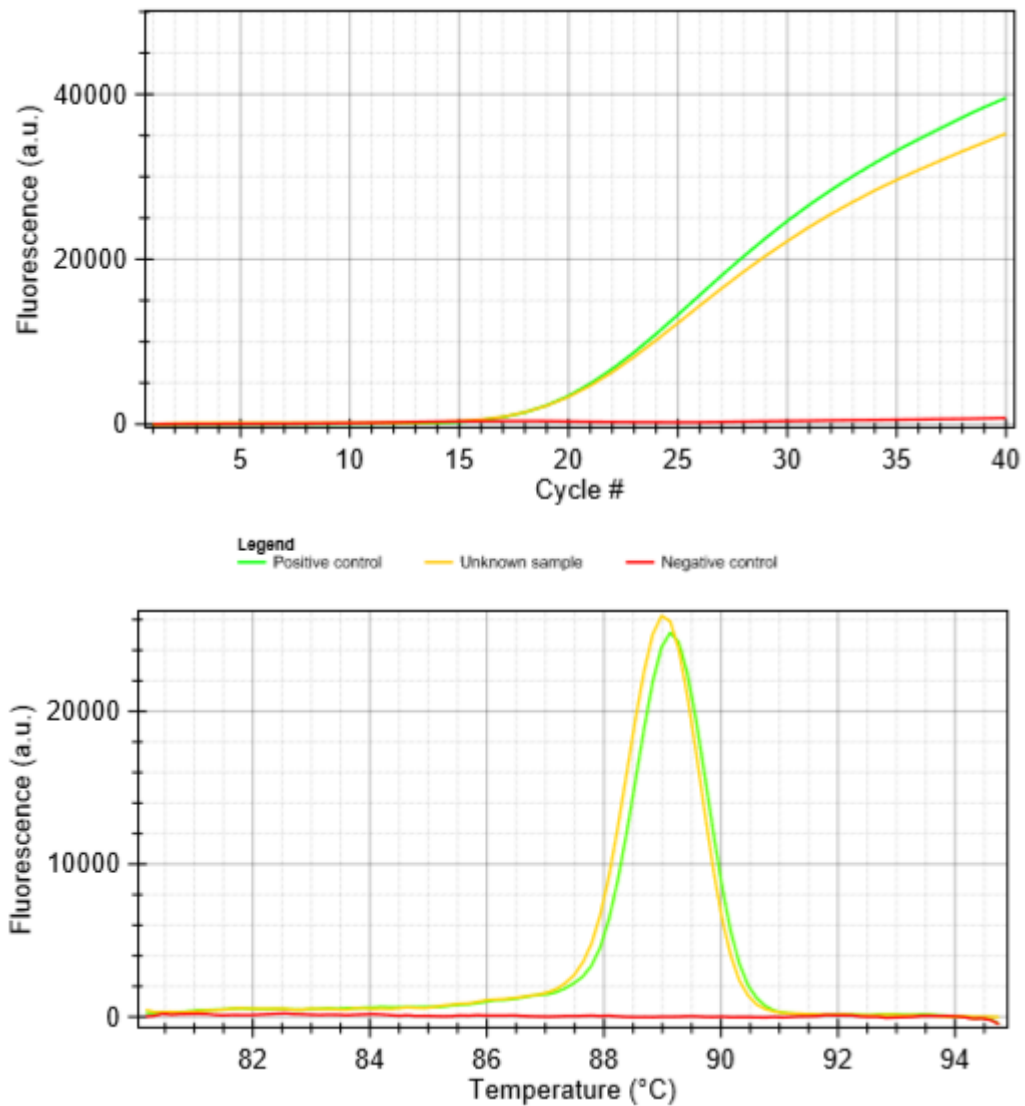 Fluorescence (a.u.)
40000
20000
0
5 10 15 20 25 30 35 40
Cycle #
Legend
Positive control Unknown sample Negative control
Fluorescence (a.u.)
20000
10000
0
82 84 86 88 90 92 94
Temperature (°C)